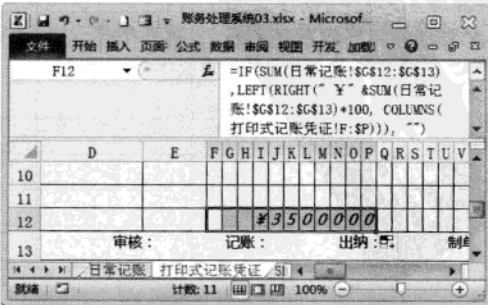 账务处理系统03.xlsx - Microsof...
文件 开始 插入 页面 公式 数据 审阅 视图 开发 加载
F12 fx =IF(SUM(日常记账!$G$12:$G$13)
,LEFT(RIGHT(" ¥" &SUM(日常记
账!$G$12:$G$13)*100, COLUMNS(
打印式记账凭证!F:$P))), "")
D E F G H I J K L M N O P Q R S T U V
10
11
12 ¥ 3 5 0 0 0 0 0
13 审核: 记账: 出纳: 制单
日常记账 打印式记账凭证
就绪 计数: 11 100%